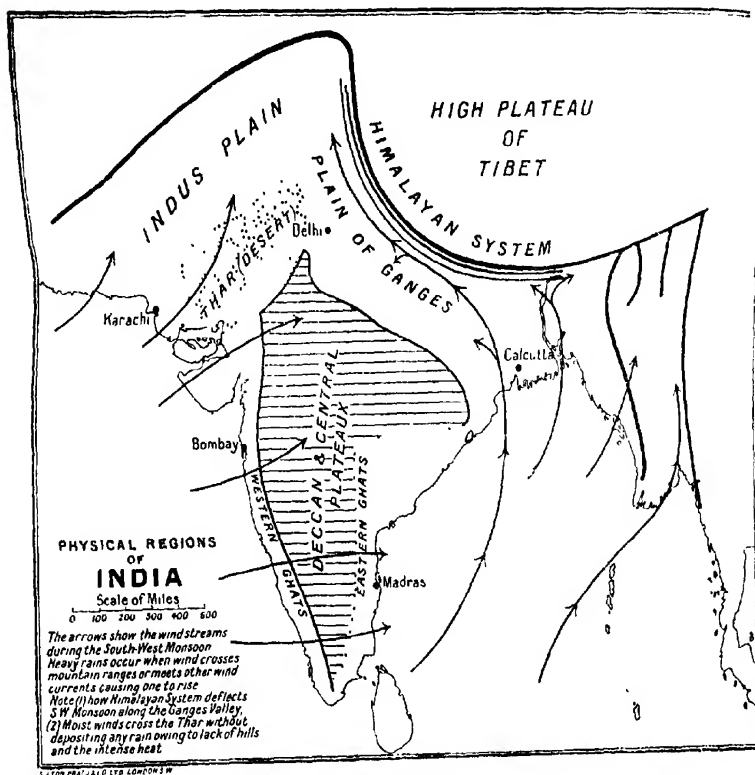 HIGH PLATEAU
OF
TIBET
HIMALAYAN SYSTEM
INDUS PLAIN
PLAIN OF GANGES
THAR (DESERT)
Delhi
Karachi
Calcutta
DECCAN & CENTRAL
PLATEAUX
Bombay
WESTERN GHATS
EASTERN GHATS
Madras
PHYSICAL REGIONS
OF
INDIA
Scale of Miles
0 100 200 300 400 500
The arrows show the wind streams
during the South-West Monsoon
Heavy rains occur when wind crosses
mountain ranges or meets other wind
currents causing one to rise
Note (1) how Himalayan System deflects
S W Monsoon along the Ganges Valley,
(2) Moist winds cross the Thar without
depositing any rain owing to lack of hills
and the intense heat
LTD LONDON S W